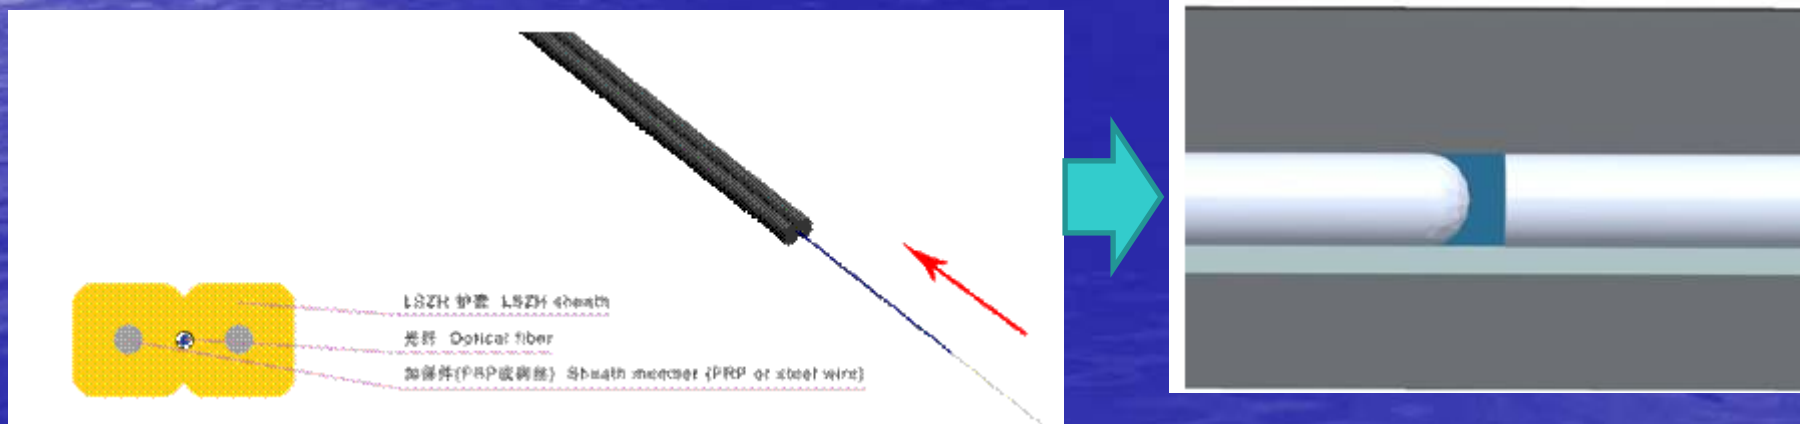 LSZH 护套 LSZH sheath
光纤 Optical fiber
加强件(FRP或钢丝) Strength member (FRP or steel wire)